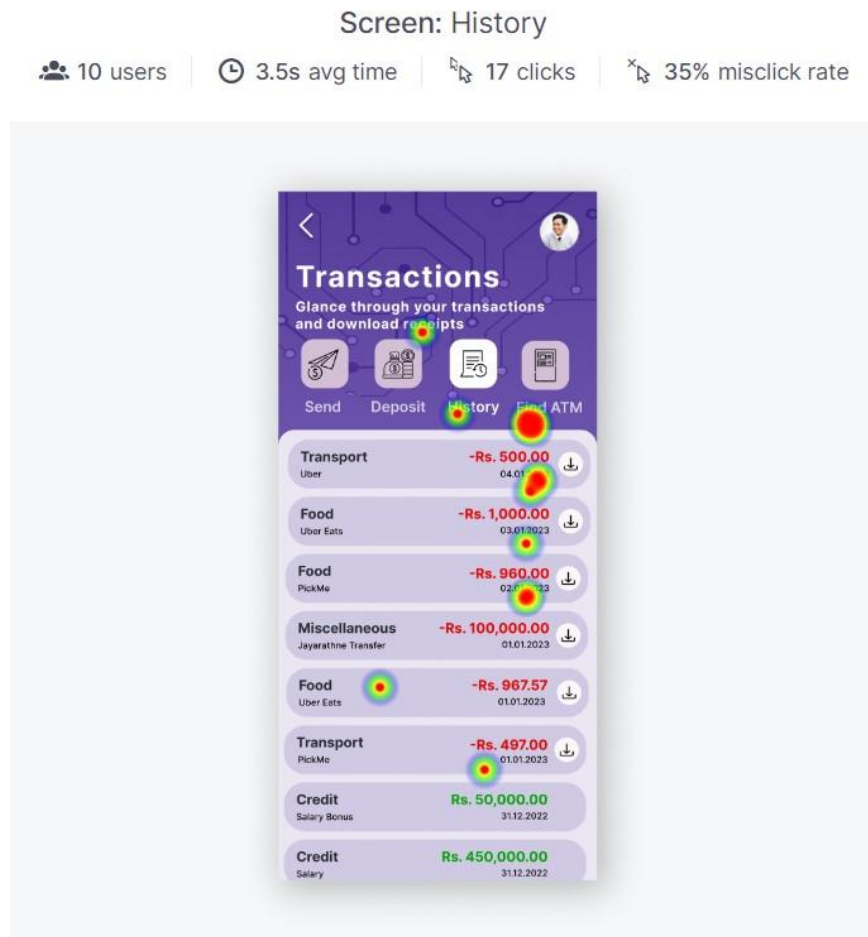 Screen: History
10 users 3.5s avg time 17 clicks 35% misclick rate
Transactions
Glance through your transactions
and download receipts
Send Deposit History Find ATM
Transport -Rs. 500.00
Uber 04.01
Food -Rs. 1,000.00
Uber Eats 03.01.2023
Food -Rs. 960.00
PickMe
Miscellaneous -Rs. 100,000.00
Jayarathne Transfer 01.01.2023
Food -Rs. 967.57
Uber Eats 01.01.2023
Transport -Rs. 497.00
PickMe 01.01.2023
Credit Rs. 50,000.00
Salary Bonus 31.12.2022
Credit Rs. 450,000.00
Salary 31.12.2022